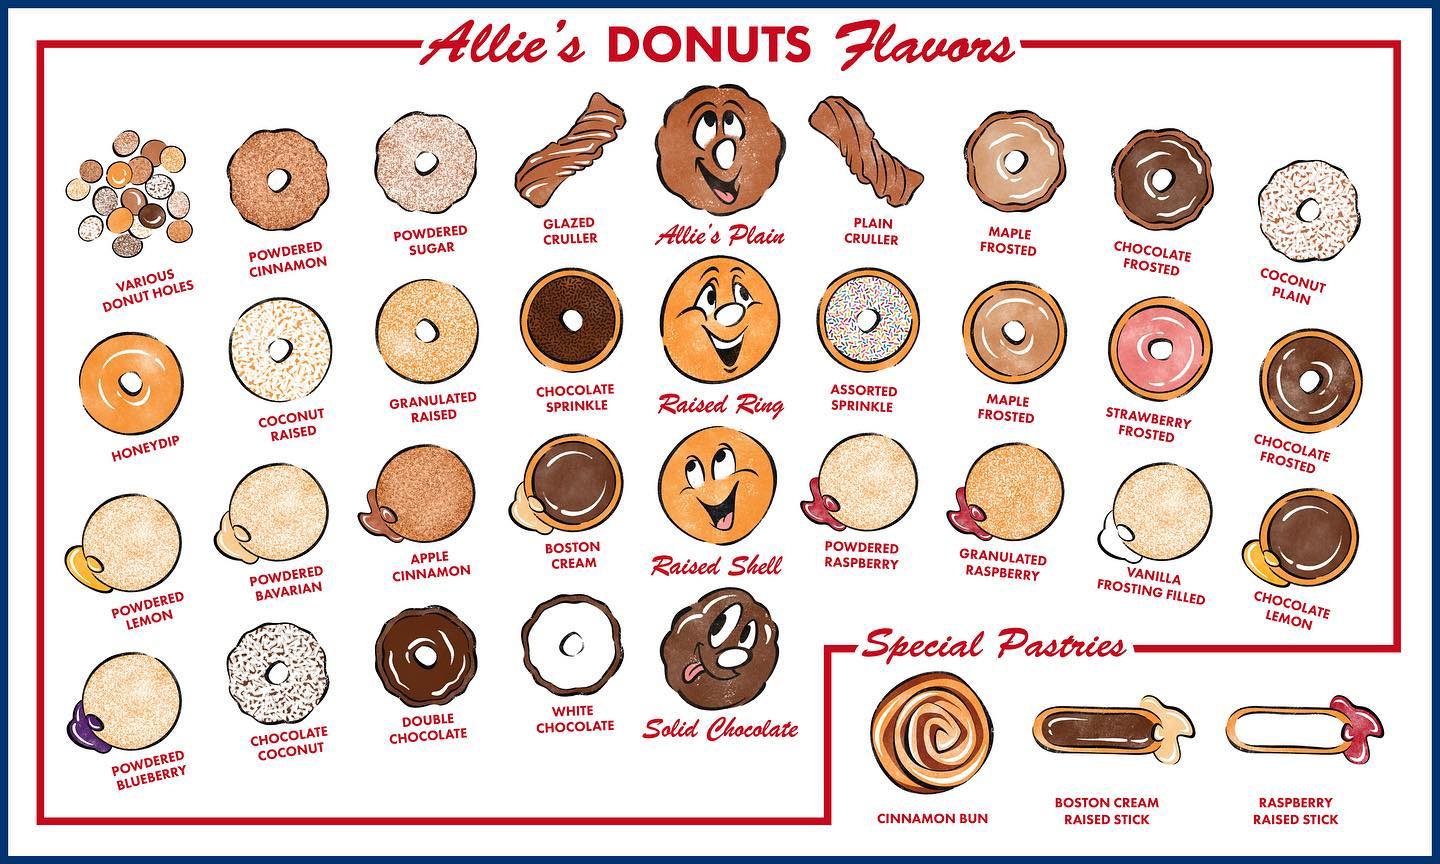 Allie's DONUTS Flavors
VARIOUS
DONUT HOLES
POWDERED
CINNAMON
POWDERED
SUGAR
GLAZED
CRULLER
Allie's Plain
PLAIN
CRULLER
MAPLE
FROSTED
CHOCOLATE
FROSTED
COCONUT
PLAIN
HONEYDIP
COCONUT
RAISED
GRANULATED
RAISED
CHOCOLATE
SPRINKLE
Raised Ring
ASSORTED
SPRINKLE
MAPLE
FROSTED
STRAWBERRY
FROSTED
CHOCOLATE
FROSTED
POWDERED
LEMON
POWDERED
BAVARIAN
APPLE
CINNAMON
BOSTON
CREAM
Raised Shell
POWDERED
RASPBERRY
GRANULATED
RASPBERRY
VANILLA
FROSTING FILLED
CHOCOLATE
LEMON
POWDERED
BLUEBERRY
CHOCOLATE
COCONUT
DOUBLE
CHOCOLATE
WHITE
CHOCOLATE
Solid Chocolate
Special Pastries
CINNAMON BUN
BOSTON CREAM
RAISED STICK
RASPBERRY
RAISED STICK